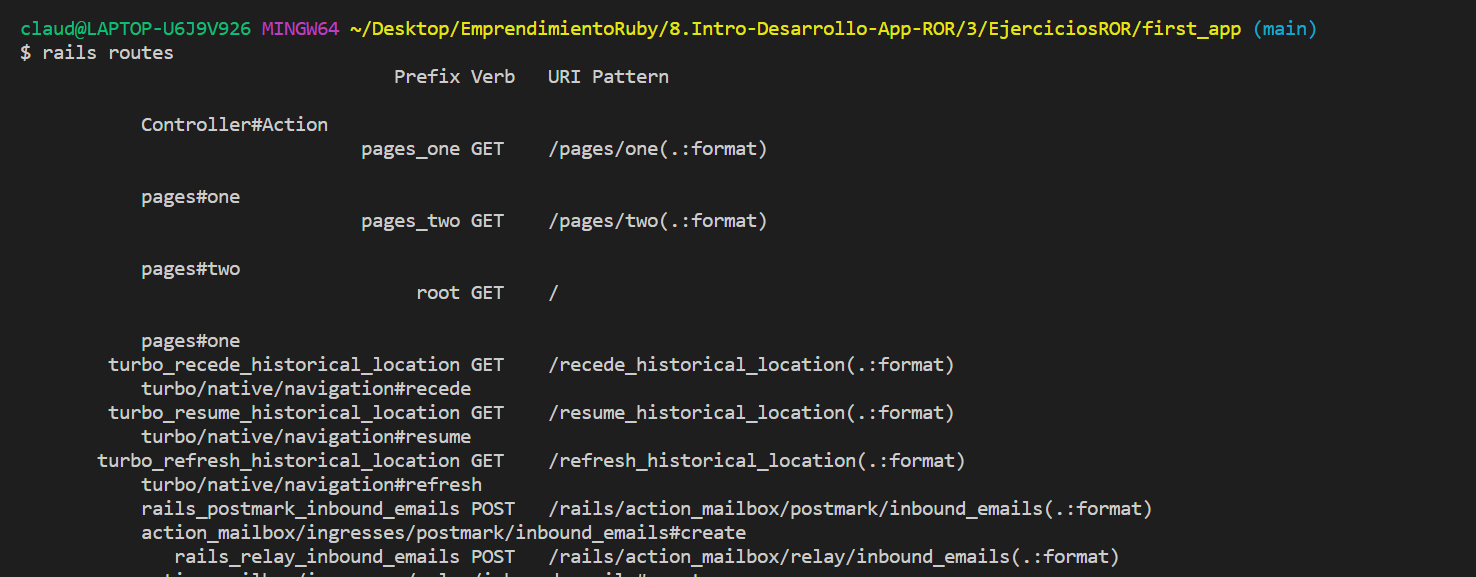 claud@LAPTOP-U6J9V926 MINGW64 ~/Desktop/EmprendimientoRuby/8.Intro-Desarrollo-App-ROR/3/EjerciciosROR/first_app (main)
$ rails routes
Prefix Verb   URI Pattern
Controller#Action
pages_one GET    /pages/one(.:format)
pages#one
pages_two GET    /pages/two(.:format)
pages#two
root GET    /
pages#one
turbo_recede_historical_location GET    /recede_historical_location(.:format)
turbo/native/navigation#recede
turbo_resume_historical_location GET    /resume_historical_location(.:format)
turbo/native/navigation#resume
turbo_refresh_historical_location GET    /refresh_historical_location(.:format)
turbo/native/navigation#refresh
rails_postmark_inbound_emails POST   /rails/action_mailbox/postmark/inbound_emails(.:format)
action_mailbox/ingresses/postmark/inbound_emails#create
rails_relay_inbound_emails POST   /rails/action_mailbox/relay/inbound_emails(.:format)